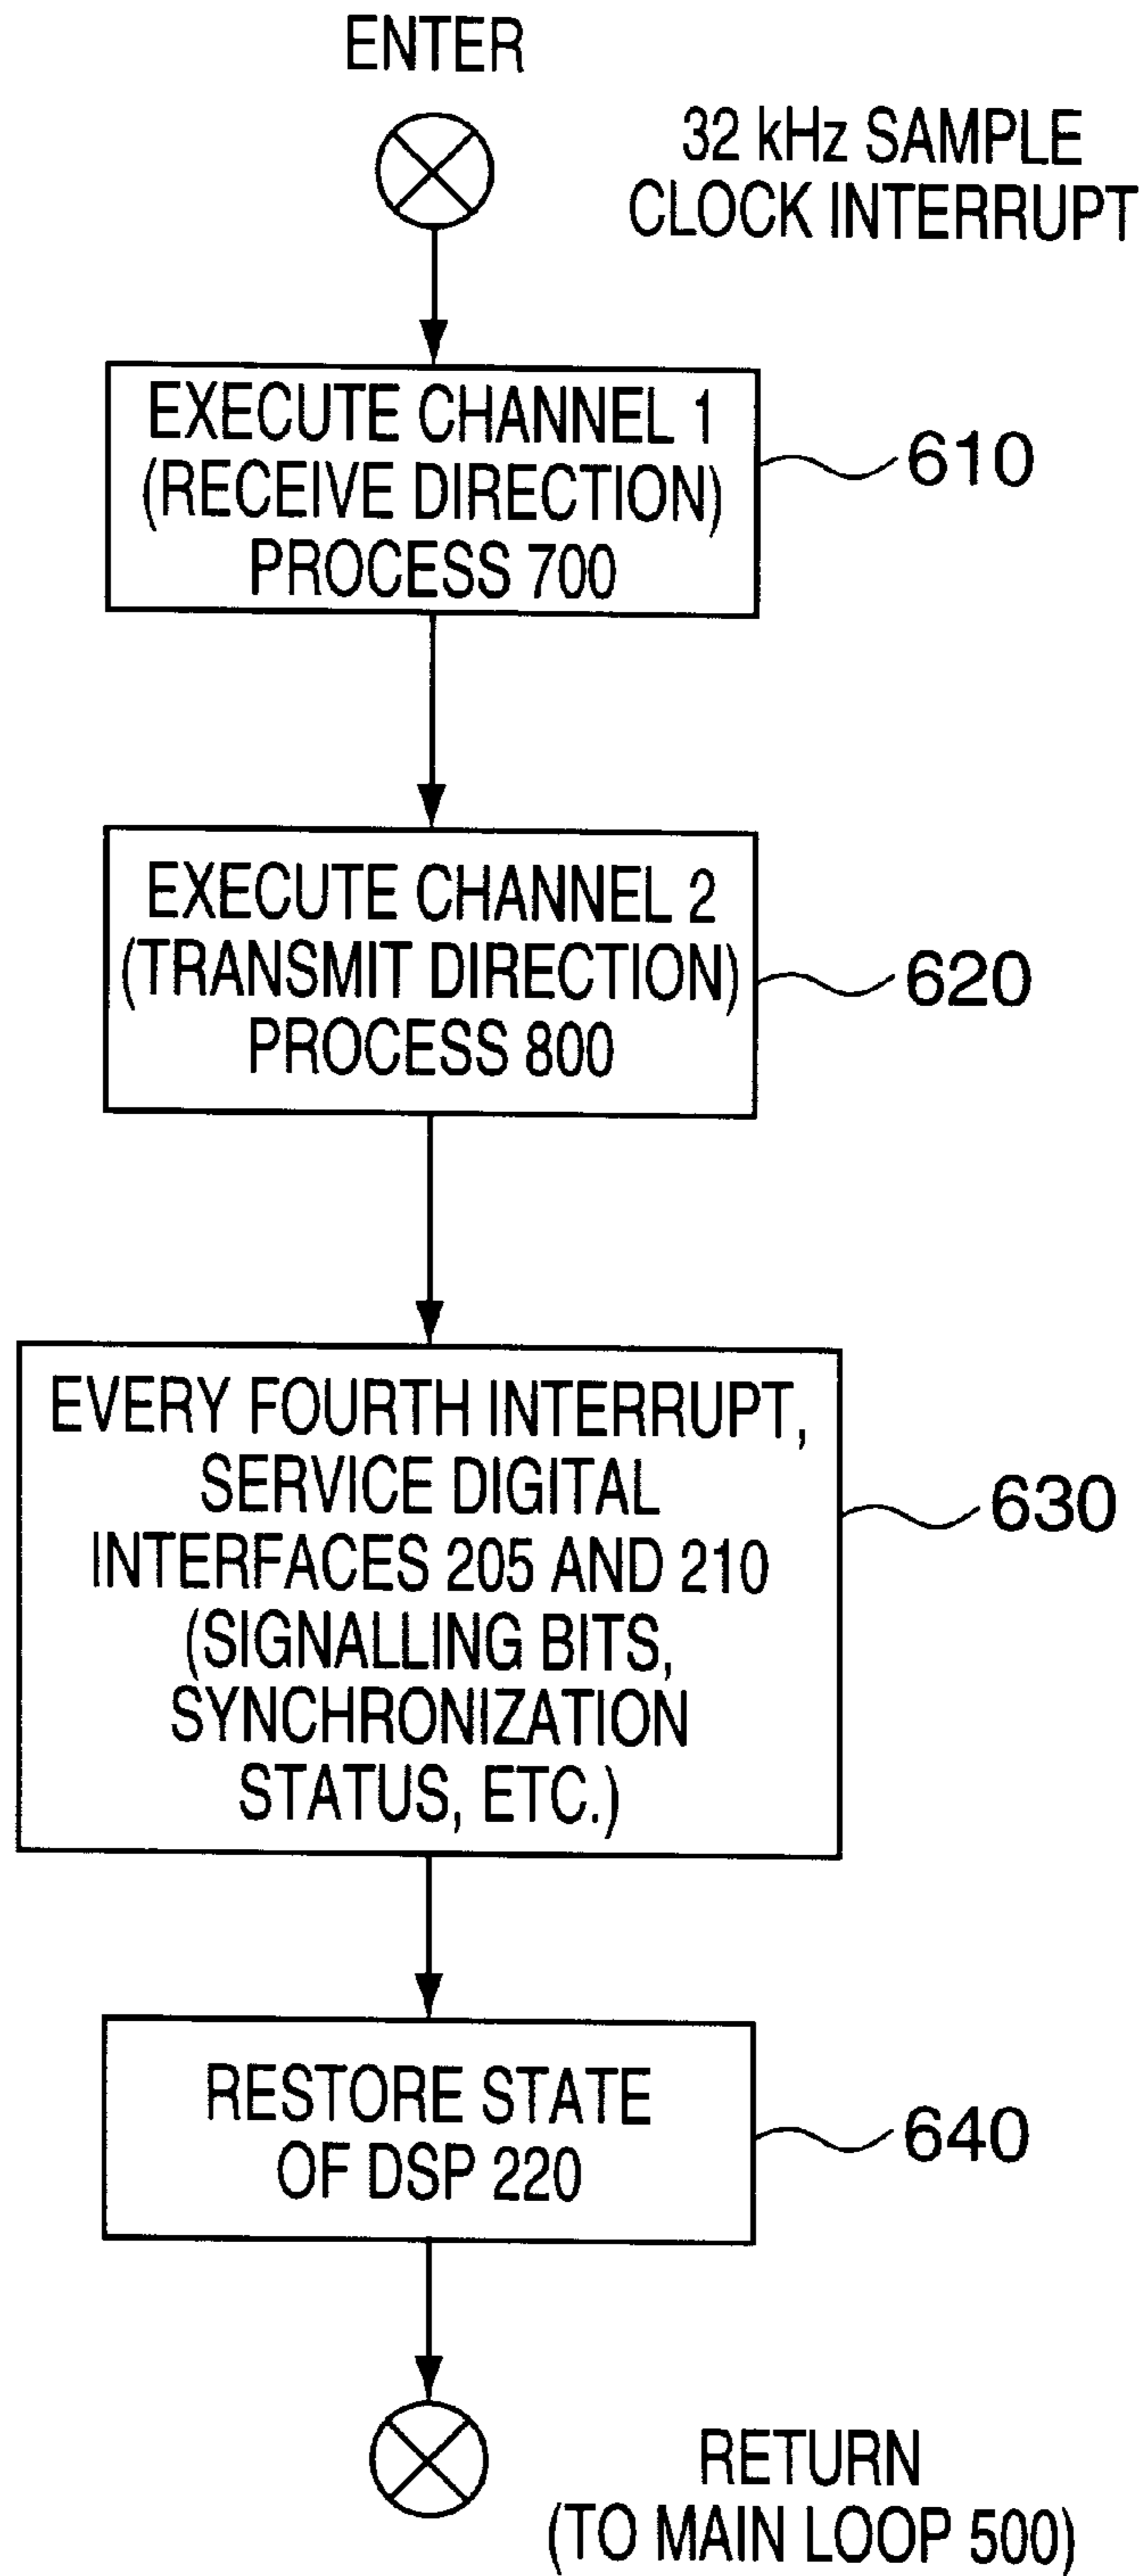 ENTER
32 kHz SAMPLE
CLOCK INTERRUPT
EXECUTE CHANNEL 1
(RECEIVE DIRECTION)
PROCESS 700
610
EXECUTE CHANNEL 2
(TRANSMIT DIRECTION)
PROCESS 800
620
EVERY FOURTH INTERRUPT,
SERVICE DIGITAL
INTERFACES 205 AND 210
(SIGNALLING BITS,
SYNCHRONIZATION
STATUS, ETC.)
630
RESTORE STATE
OF DSP 220
640
RETURN
(TO MAIN LOOP 500)